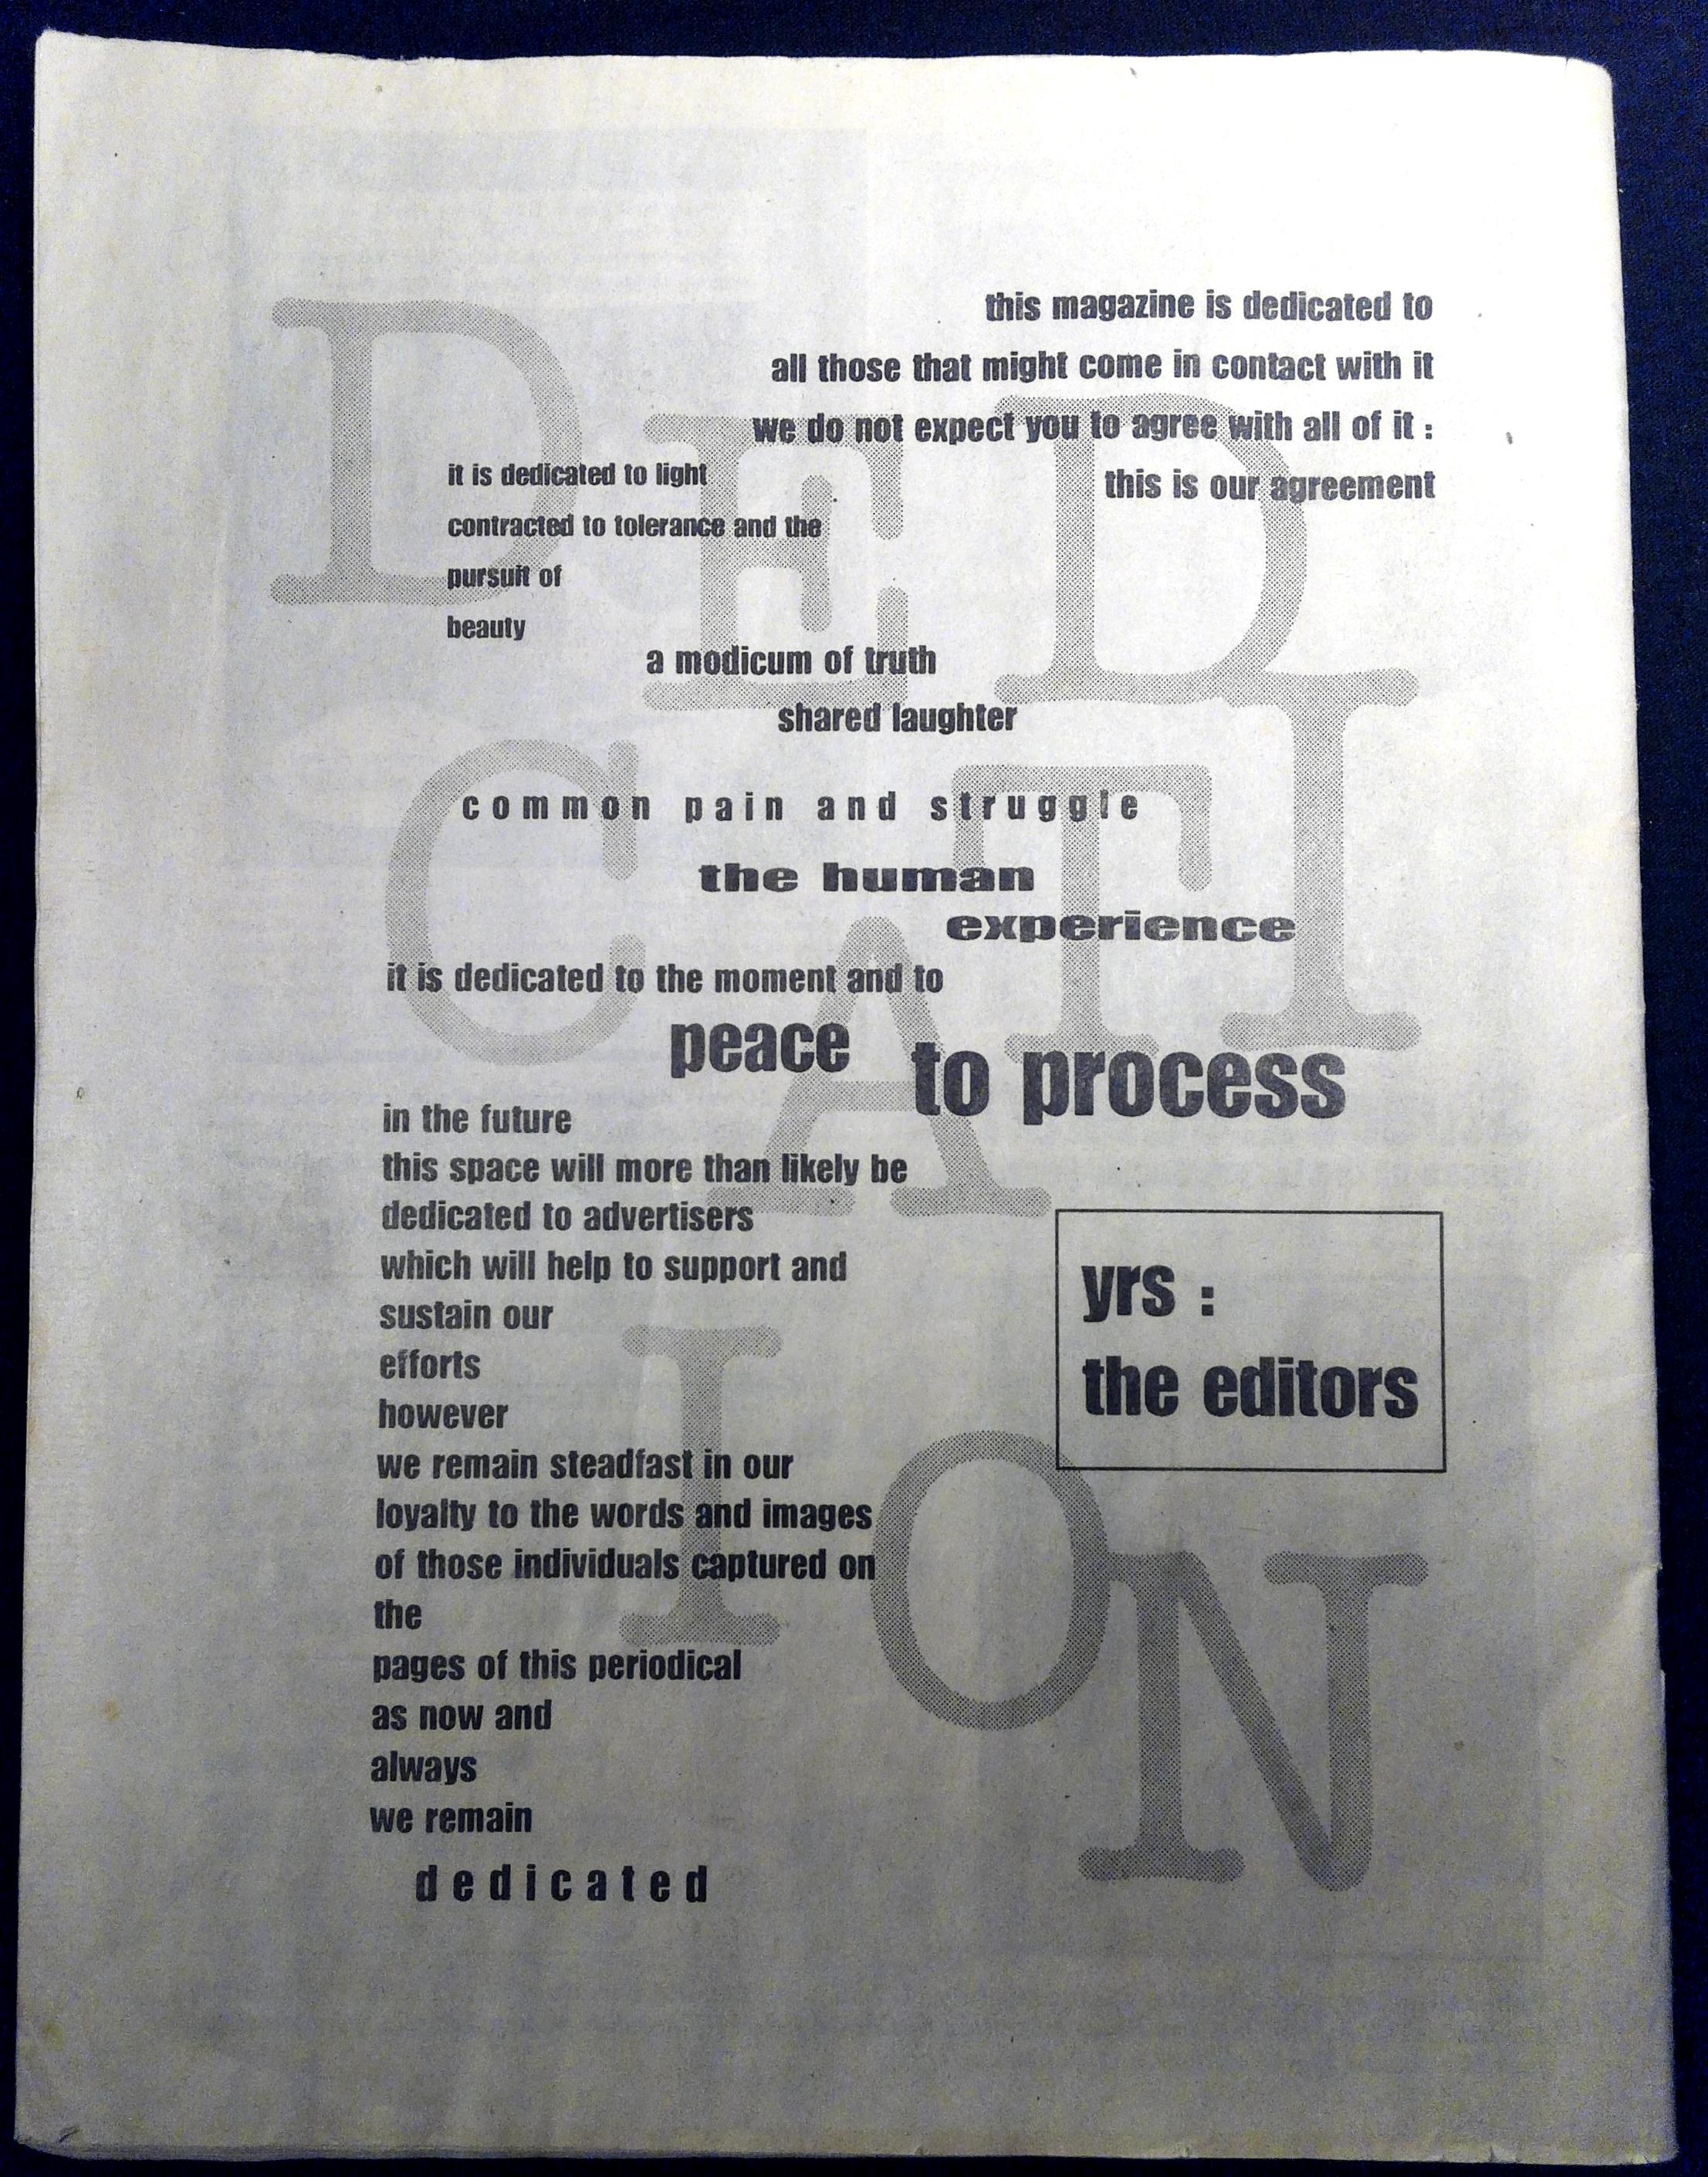 DEDICATION
this magazine is dedicated to
all those that might come in contact with it
we do not expect you to agree with all of it :
this is our agreement
it is dedicated to light
contracted to tolerance and the
pursuit of
beauty
a modicum of truth
shared laughter
common pain and struggle
the human
experience
it is dedicated to the moment and to
peace
to process
in the future
this space will more than likely be
dedicated to advertisers
which will help to support and
sustain our
efforts
however
we remain steadfast in our
loyalty to the words and images
of those individuals captured on
the
pages of this periodical
as now and
always
we remain
dedicated
yrs :
the editors